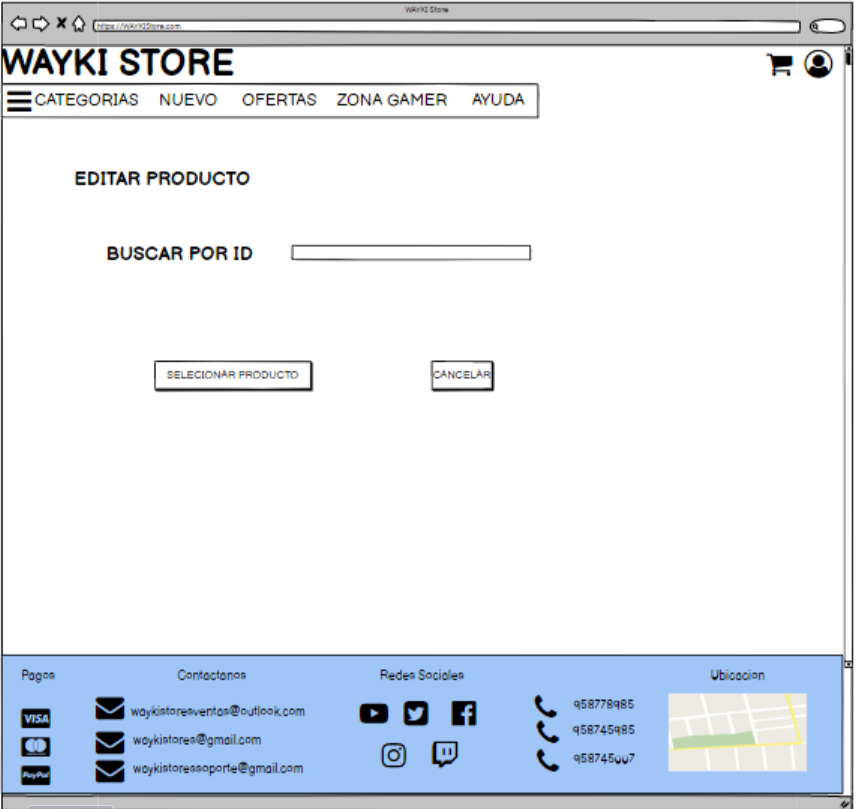 WAYKI Store
https://WAYKIStore.com
WAYKI STORE
CATEGORIAS NUEVO OFERTAS ZONA GAMER AYUDA
EDITAR PRODUCTO
BUSCAR POR ID
SELECIONAR PRODUCTO CANCELAR
Pagos Contactanos Redes Sociales Ubicacion
VISA
PayPal
waykistoresventas@outlook.com
waykistores@gmail.com
waykistoressoporte@gmail.com
958778985
958745985
958745007